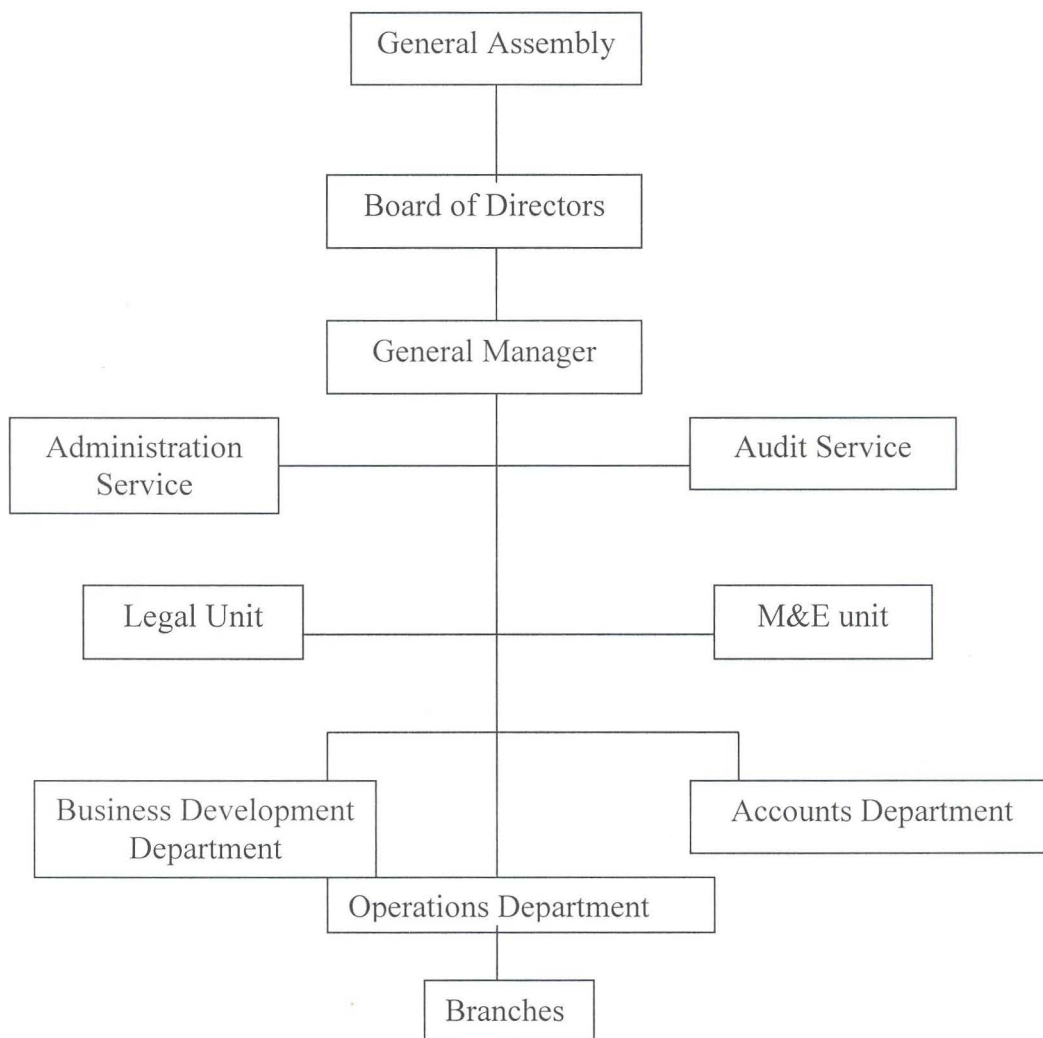 General Assembly
Board of Directors
General Manager
Administration
Service
Audit Service
Legal Unit
M&E unit
Business Development
Department
Accounts Department
Operations Department
Branches